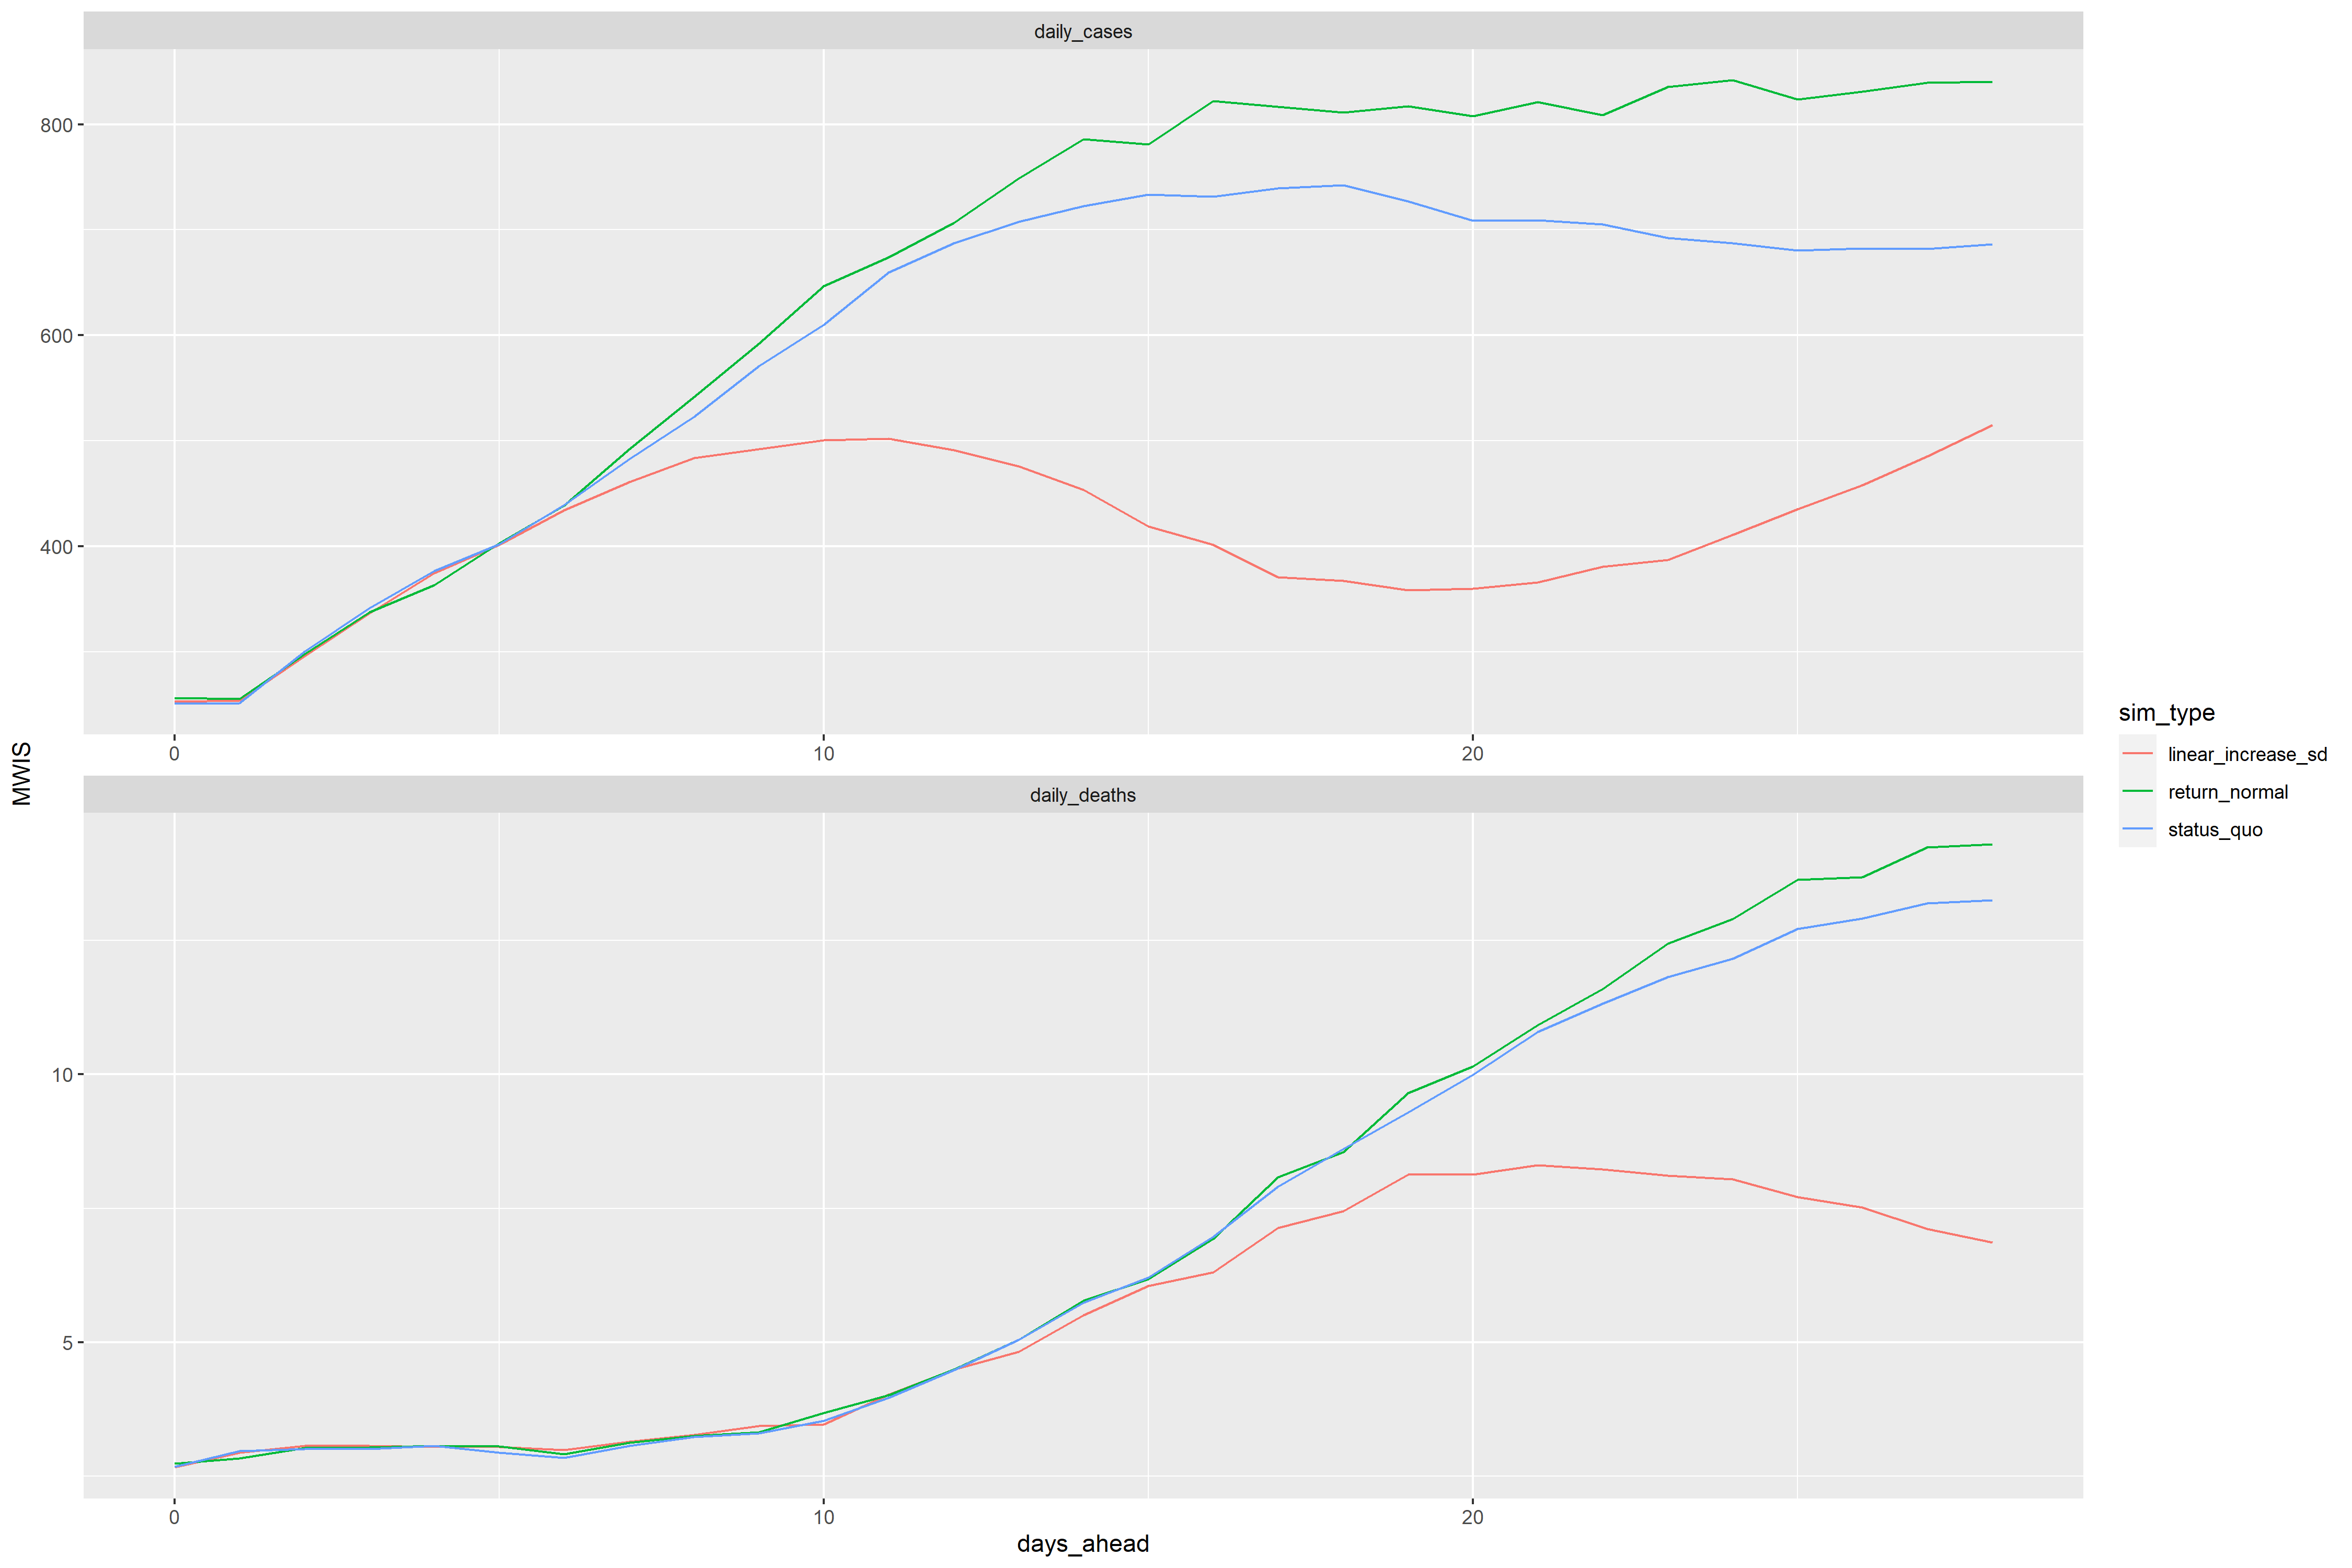 daily_cases
800
600
400
0 10 20
MWIS
daily_deaths
10
5
0 10 20
days_ahead
sim_type
linear_increase_sd
return_normal
status_quo